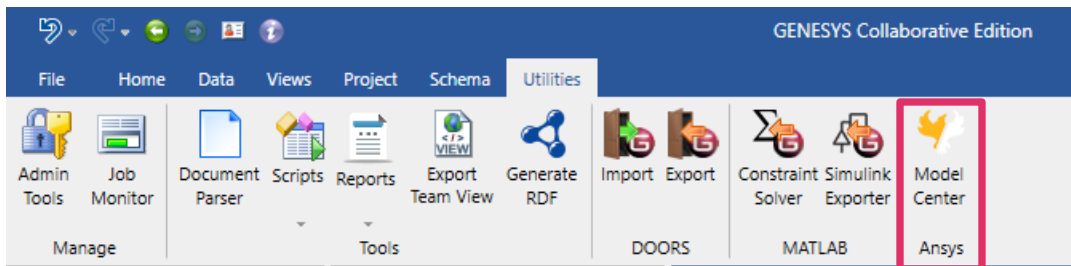 GENESYS Collaborative Edition
File Home Data Views Project Schema Utilities
Admin Tools
Job Monitor
Document Parser
Scripts
Reports
</> VIEW
Export Team View
Generate RDF
Import
Export
Constraint Solver
Simulink Exporter
Model Center
Manage Tools DOORS MATLAB Ansys